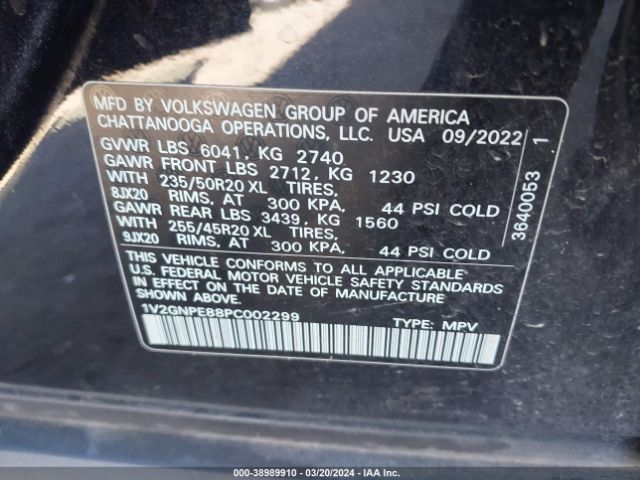 MFD BY VOLKSWAGEN GROUP OF AMERICA
CHATTANOOGA OPERATIONS, LLC. USA 09/2022
GVWR LBS 6041, KG 2740
GAWR FRONT LBS 2712, KG 1230
WITH 235/50R20 XL TIRES,
8JX20 RIMS, AT 300 KPA, 44 PSI COLD
GAWR REAR LBS 3439, KG 1560
WITH 255/45R20 XL TIRES,
9JX20 RIMS, AT 300 KPA, 44 PSI COLD
THIS VEHICLE CONFORMS TO ALL APPLICABLE
U.S. FEDERAL MOTOR VEHICLE SAFETY STANDARDS
IN EFFECT ON THE DATE OF MANUFACTURE
SHOWN ABOVE.
1V2GNPE88PC002299 TYPE: MPV
3640053 1
000-38989910 - 03/20/2024 - IAA Inc.